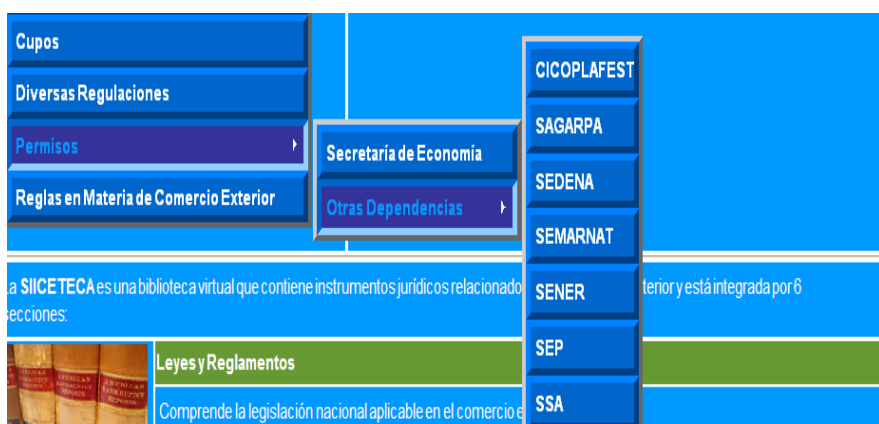 Cupos
Diversas Regulaciones
Permisos
Reglas en Materia de Comercio Exterior
Secretaría de Economía
Otras Dependencias
CICOPLAFEST
SAGARPA
SEDENA
SEMARNAT
SENER
SEP
SSA
SIICETECA es una biblioteca virtual que contiene instrumentos jurídicos relacionado terior y está integrada por 6
secciones:
Leyes y Reglamentos
Comprende la legislación nacional aplicable en el comercio e